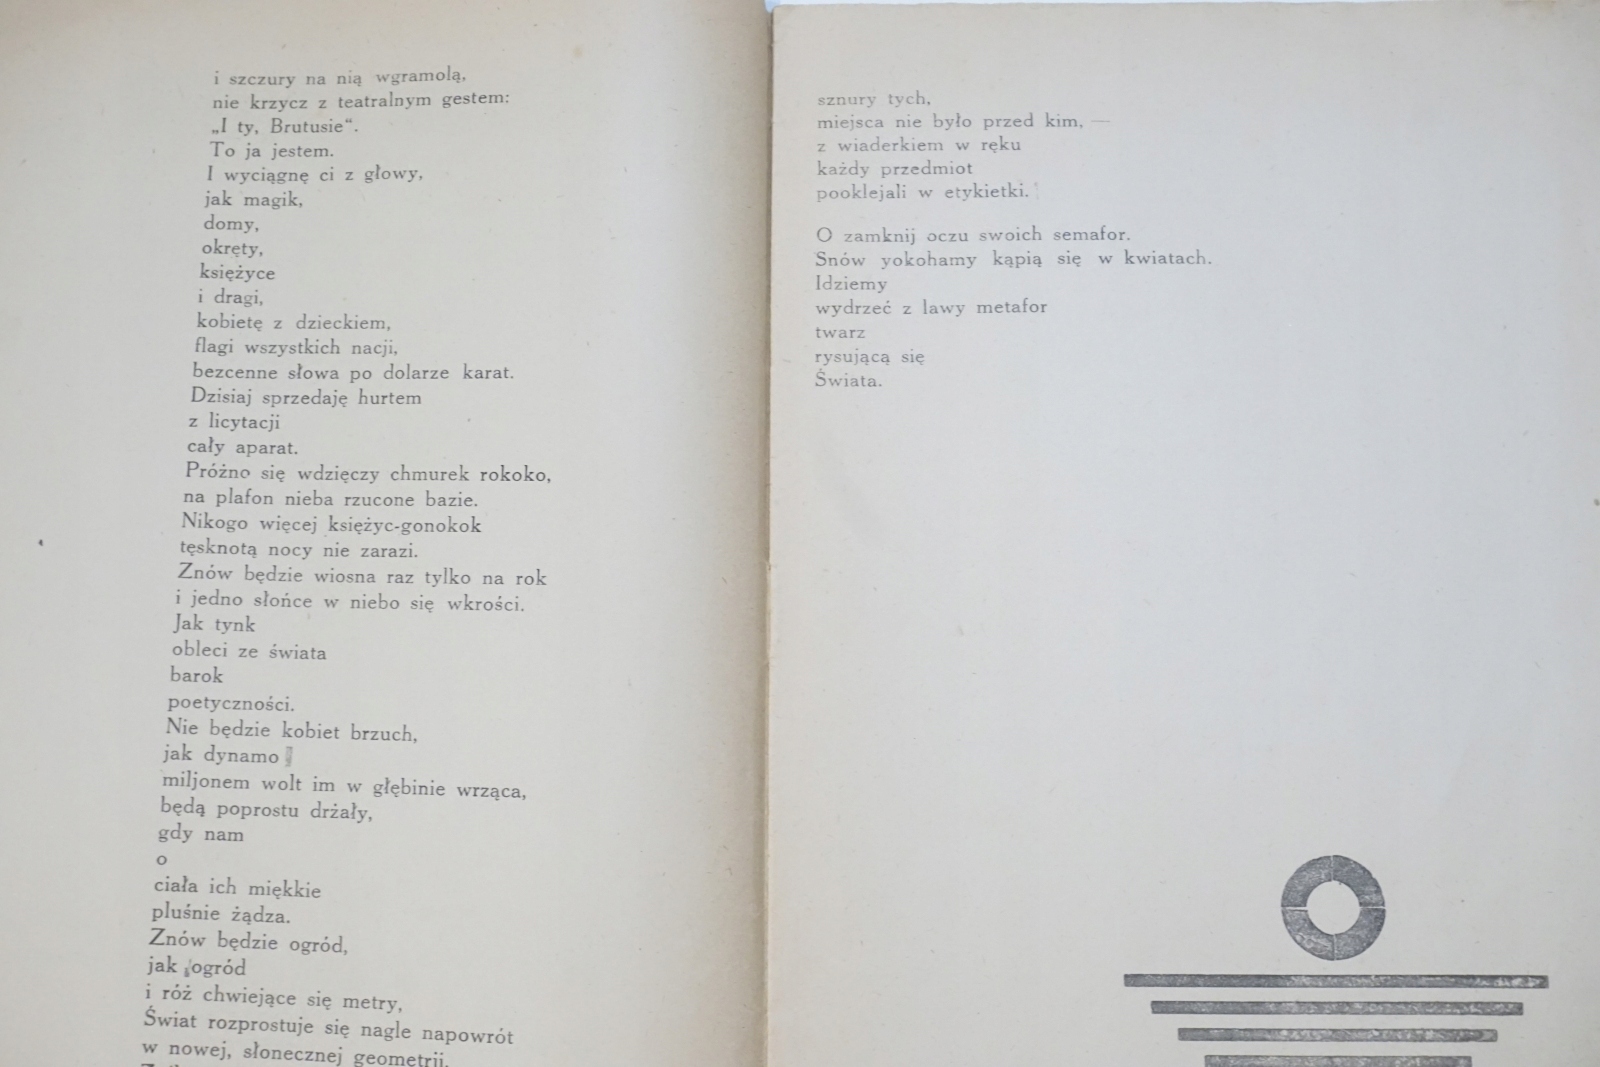 i szczury na nią wgramolą,
nie krzycz z teatralnym gestem:
„I ty, Brutusie“.
To ja jestem.
I wyciągnę ci z głowy,
jak magik,
domy,
okręty,
księżyce
i dragi,
kobietę z dzieckiem,
flagi wszystkich nacji,
bezcenne słowa po dolarze karat.
Dzisiaj sprzedaję hurtem
z licytacji
cały aparat.
Próżno się wdzięczy chmurek rokoko,
na plafon nieba rzucone bazie.
Nikogo więcej księżyc-gonokok
tęsknotą nocy nie zarazi.
Znów będzie wiosna raz tylko na rok
i jedno słońce w niebo się wkrości.
Jak tynk
obleci ze świata
barok
poetyczności.
Nie będzie kobiet brzuch,
jak dynamo
miljonem wolt im w głębinie wrząca,
będą poprostu drżały,
gdy nam
o
ciała ich miękkie
pluśnie żądza.
Znów będzie ogród,
jak ogród
i róż chwiejące się metry,
Świat rozprostuje się nagle napowrót
w nowej, słonecznej geometrji.
sznury tych,
miejsca nie było przed kim, —
z wiaderkiem w ręku
każdy przedmiot
pooklejali w etykietki.
O zamknij oczu swoich semafor.
Snów yokohamy kąpią się w kwiatach.
Idziemy
wydrzeć z lawy metafor
twarz
rysującą się
Świata.